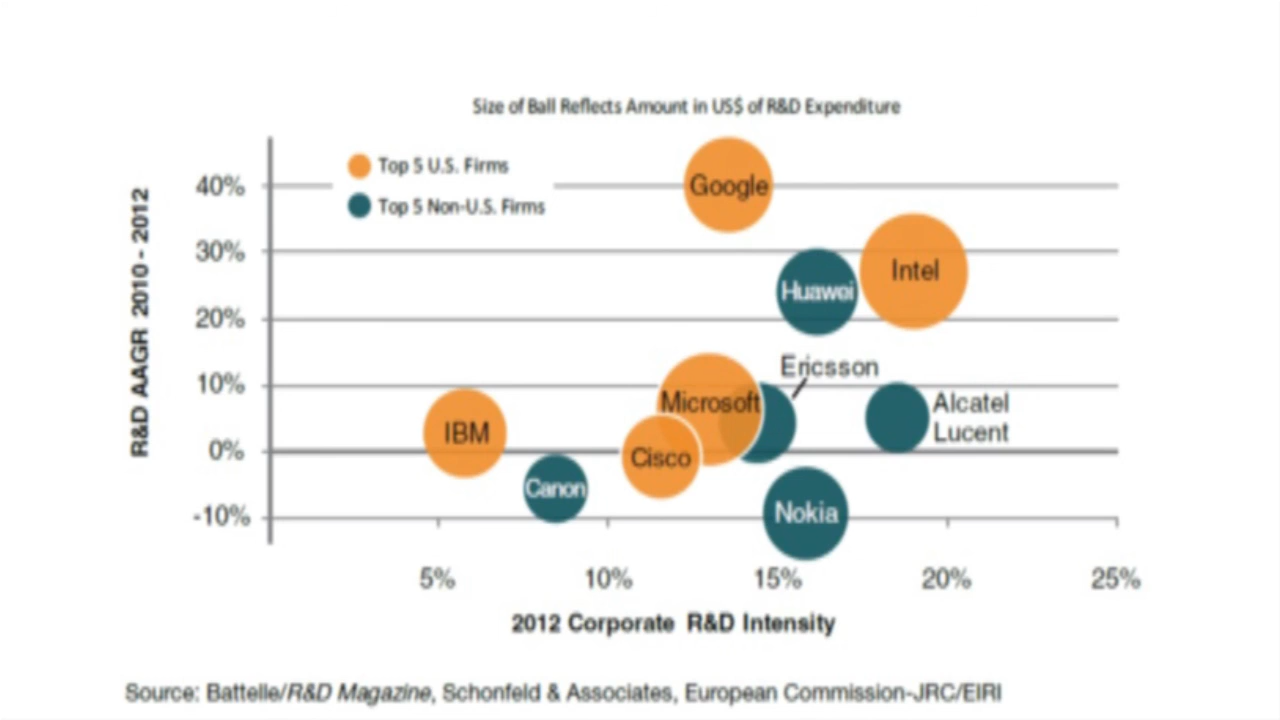 Size of Ball Reflects Amount in US$ of R&D Expenditure
Top 5 U.S. Firms
Top 5 Non-U.S. Firms
R&D AAGR 2010 - 2012
40%
30%
20%
10%
0%
-10%
Google
Intel
Huawei
Ericsson
Microsoft
Alcatel
Lucent
IBM
Cisco
Canon
Nokia
5%
10%
15%
20%
25%
2012 Corporate R&D Intensity
Source: Battelle/R&D Magazine, Schonfeld & Associates, European Commission-JRC/EIRI